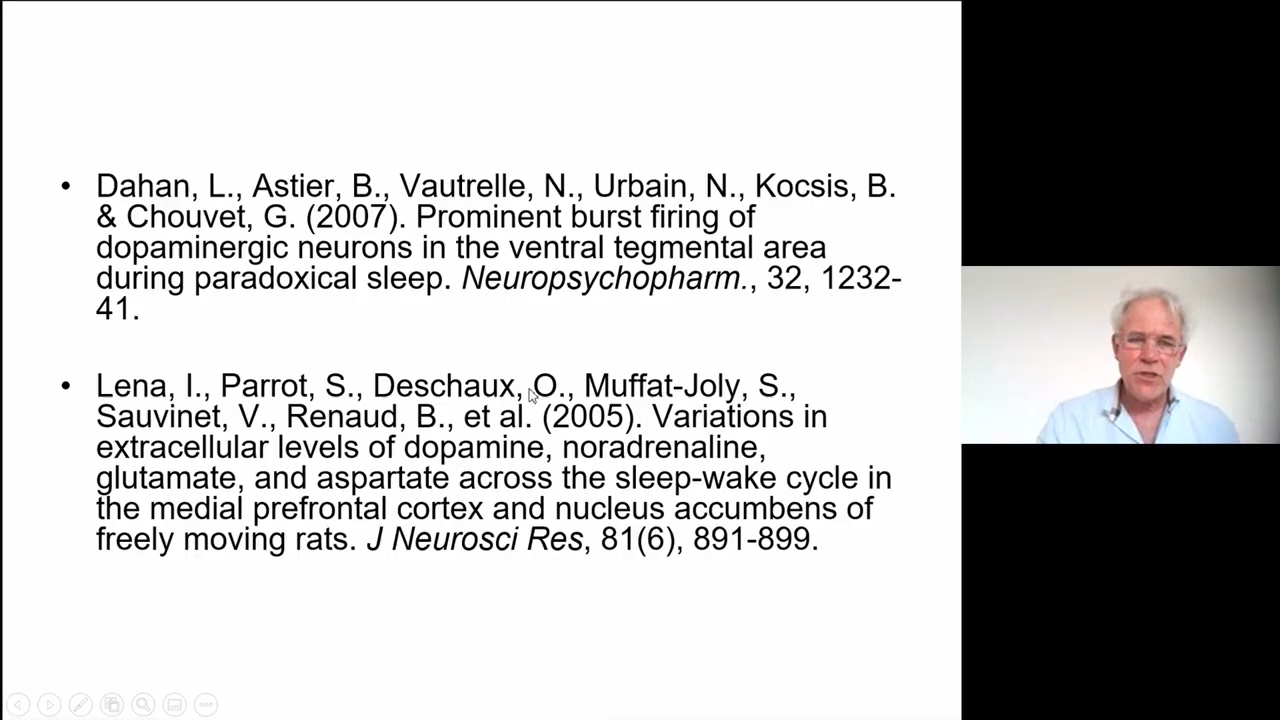 • Dahan, L., Astier, B., Vautrelle, N., Urbain, N., Kocsis, B.
& Chouvet, G. (2007). Prominent burst firing of
dopaminergic neurons in the ventral tegmental area
during paradoxical sleep. Neuropsychopharm., 32, 1232-
41.
• Lena, I., Parrot, S., Deschaux, O., Muffat-Joly, S.,
Sauvinet, V., Renaud, B., et al. (2005). Variations in
extracellular levels of dopamine, noradrenaline,
glutamate, and aspartate across the sleep-wake cycle in
the medial prefrontal cortex and nucleus accumbens of
freely moving rats. J Neurosci Res, 81(6), 891-899.